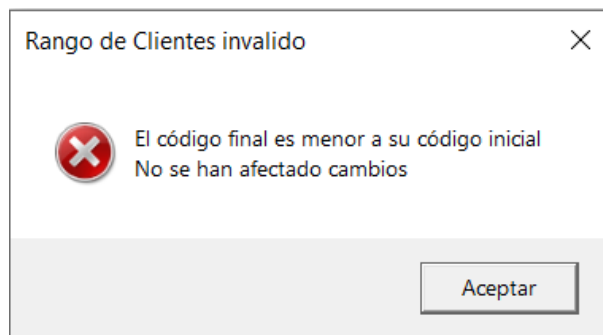 Rango de Clientes invalido
El código final es menor a su código inicial
No se han afectado cambios
Aceptar